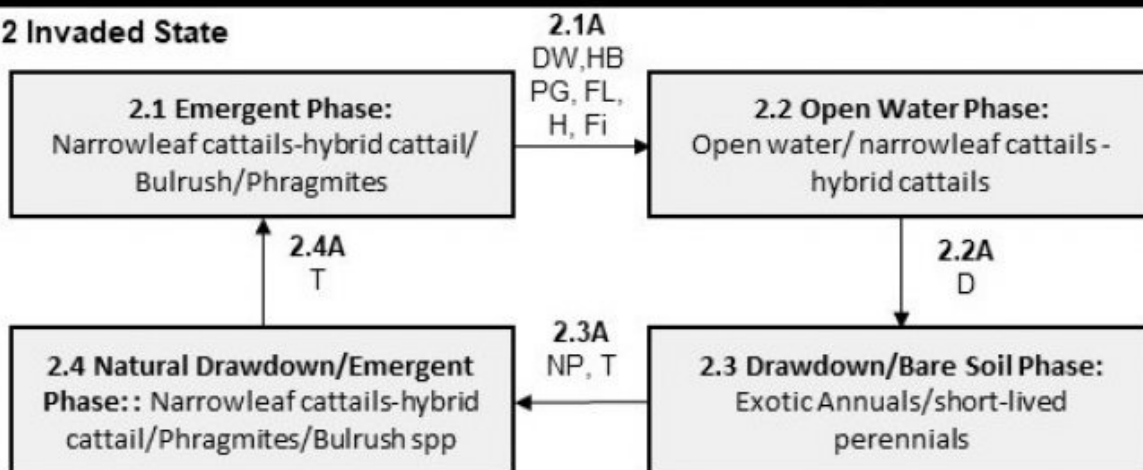 2 Invaded State
2.1 Emergent Phase:
Narrowleaf cattails-hybrid cattail/
Bulrush/Phragmites
2.1A
DW,HB
PG, FL,
H, Fi
2.2 Open Water Phase:
Open water/ narrowleaf cattails -
hybrid cattails
2.4A
T
2.2A
D
2.4 Natural Drawdown/Emergent
Phase:: Narrowleaf cattails-hybrid
cattail/Phragmites/Bulrush spp
2.3A
NP, T
2.3 Drawdown/Bare Soil Phase:
Exotic Annuals/short-lived
perennials